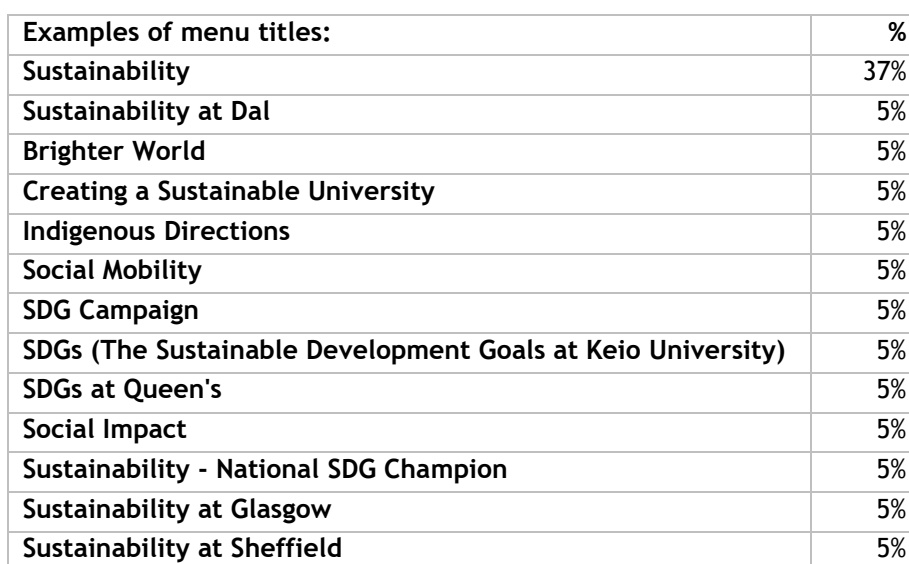 Examples of menu titles: %
Sustainability 37%
Sustainability at Dal 5%
Brighter World 5%
Creating a Sustainable University 5%
Indigenous Directions 5%
Social Mobility 5%
SDG Campaign 5%
SDGs (The Sustainable Development Goals at Keio University) 5%
SDGs at Queen's 5%
Social Impact 5%
Sustainability - National SDG Champion 5%
Sustainability at Glasgow 5%
Sustainability at Sheffield 5%